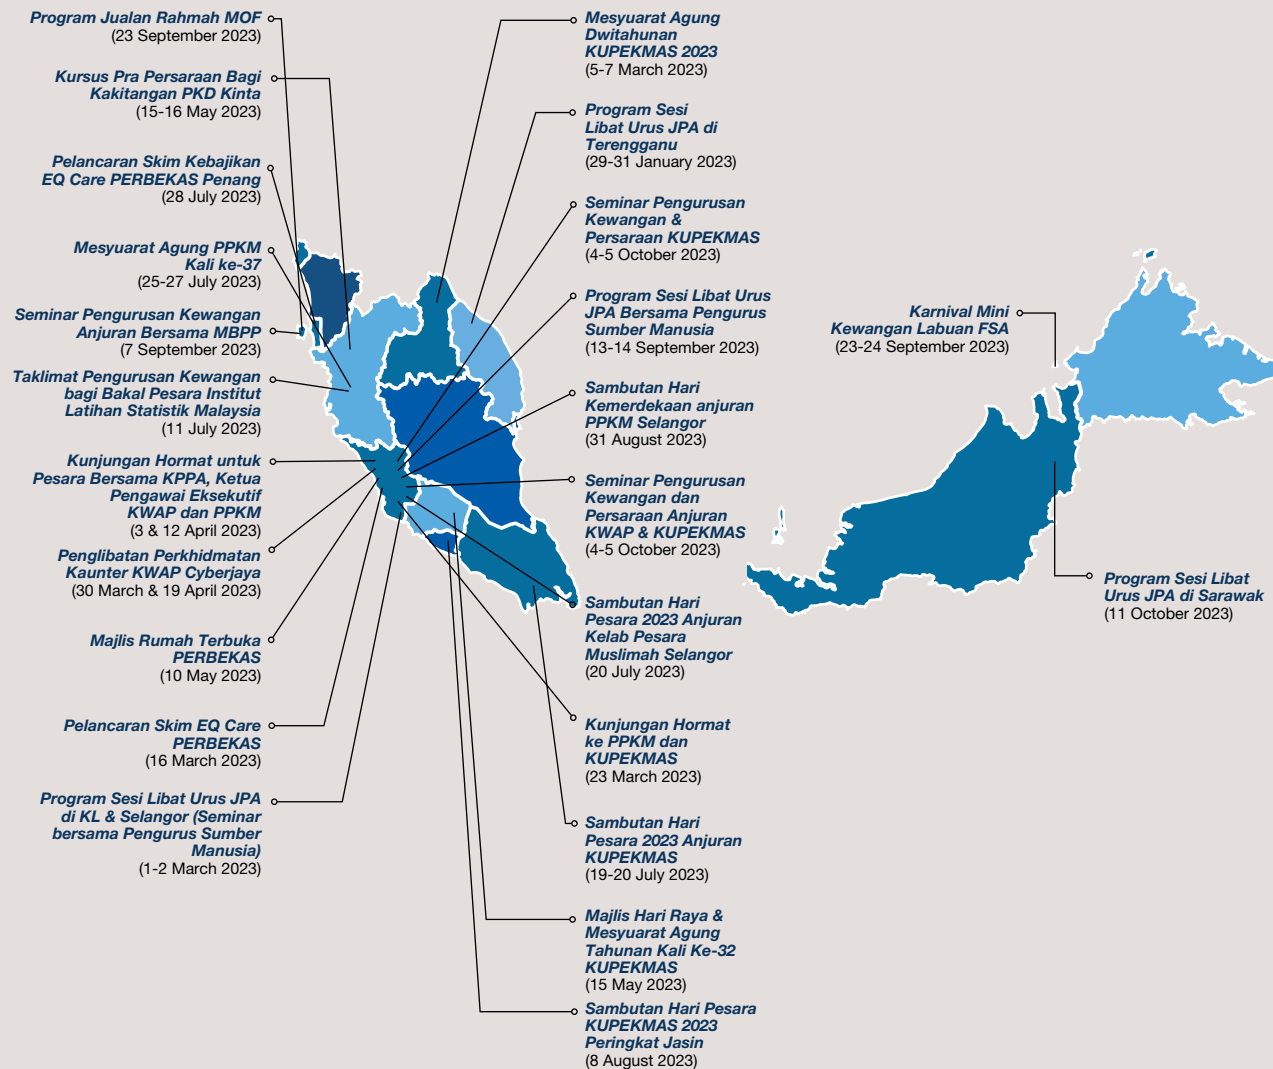 Program Jualan Rahmah MOF
(23 September 2023)
Kursus Pra Persaraan Bagi
Kakitangan PKD Kinta
(15-16 May 2023)
Pelancaran Skim Kebajikan
EQ Care PERBEKAS Penang
(28 July 2023)
Mesyuarat Agung PPKM
Kali ke-37
(25-27 July 2023)
Seminar Pengurusan Kewangan
Anjuran Bersama MBPP
(7 September 2023)
Taklimat Pengurusan Kewangan
bagi Bakal Pesara Institut
Latihan Statistik Malaysia
(11 July 2023)
Kunjungan Hormat untuk
Pesara Bersama KPPA, Ketua
Pengawai Eksekutif
KWAP dan PPKM
(3 & 12 April 2023)
Penglibatan Perkhidmatan
Kaunter KWAP Cyberjaya
(30 March & 19 April 2023)
Majlis Rumah Terbuka
PERBEKAS
(10 May 2023)
Pelancaran Skim EQ Care
PERBEKAS
(16 March 2023)
Program Sesi Libat Urus JPA
di KL & Selangor (Seminar
bersama Pengurus Sumber
Manusia)
(1-2 March 2023)
Mesyuarat Agung
Dwitahunan
KUPEKMAS 2023
(5-7 March 2023)
Program Sesi
Libat Urus JPA di
Terengganu
(29-31 January 2023)
Seminar Pengurusan
Kewangan &
Persaraan KUPEKMAS
(4-5 October 2023)
Program Sesi Libat Urus
JPA Bersama Pengurus
Sumber Manusia
(13-14 September 2023)
Sambutan Hari
Kemerdekaan anjuran
PPKM Selangor
(31 August 2023)
Seminar Pengurusan
Kewangan dan
Persaraan Anjuran
KWAP & KUPEKMAS
(4-5 October 2023)
Sambutan Hari
Pesara 2023 Anjuran
Kelab Pesara
Muslimah Selangor
(20 July 2023)
Kunjungan Hormat
ke PPKM dan
KUPEKMAS
(23 March 2023)
Sambutan Hari
Pesara 2023 Anjuran
KUPEKMAS
(19-20 July 2023)
Majlis Hari Raya &
Mesyuarat Agung
Tahunan Kali Ke-32
KUPEKMAS
(15 May 2023)
Sambutan Hari Pesara
KUPEKMAS 2023
Peringkat Jasin
(8 August 2023)
Karnival Mini
Kewangan Labuan FSA
(23-24 September 2023)
Program Sesi Libat
Urus JPA di Sarawak
(11 October 2023)